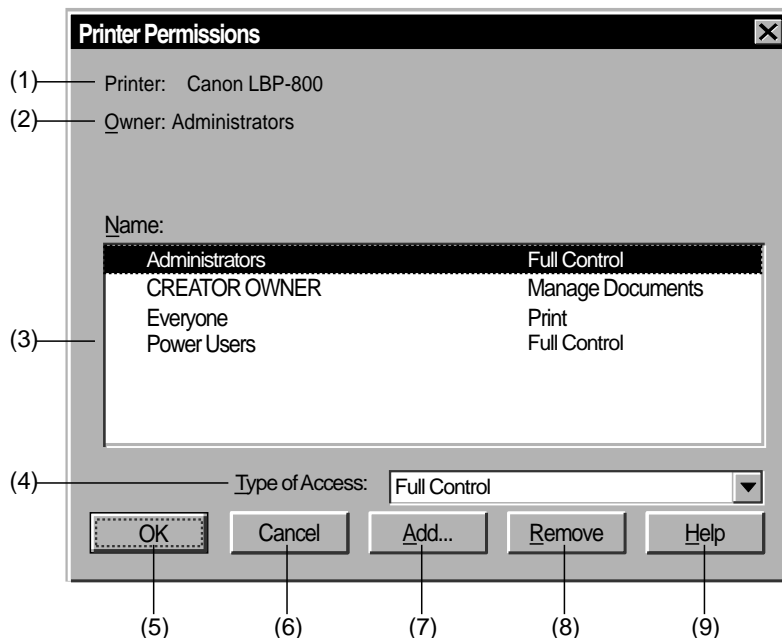 Printer Permissions
(1) Printer: Canon LBP-800
(2) Owner: Administrators
Name:
Administrators Full Control
CREATOR OWNER Manage Documents
Everyone Print
(3) Power Users Full Control
(4) Type of Access: Full Control
OK Cancel Add... Remove Help
(5) (6) (7) (8) (9)